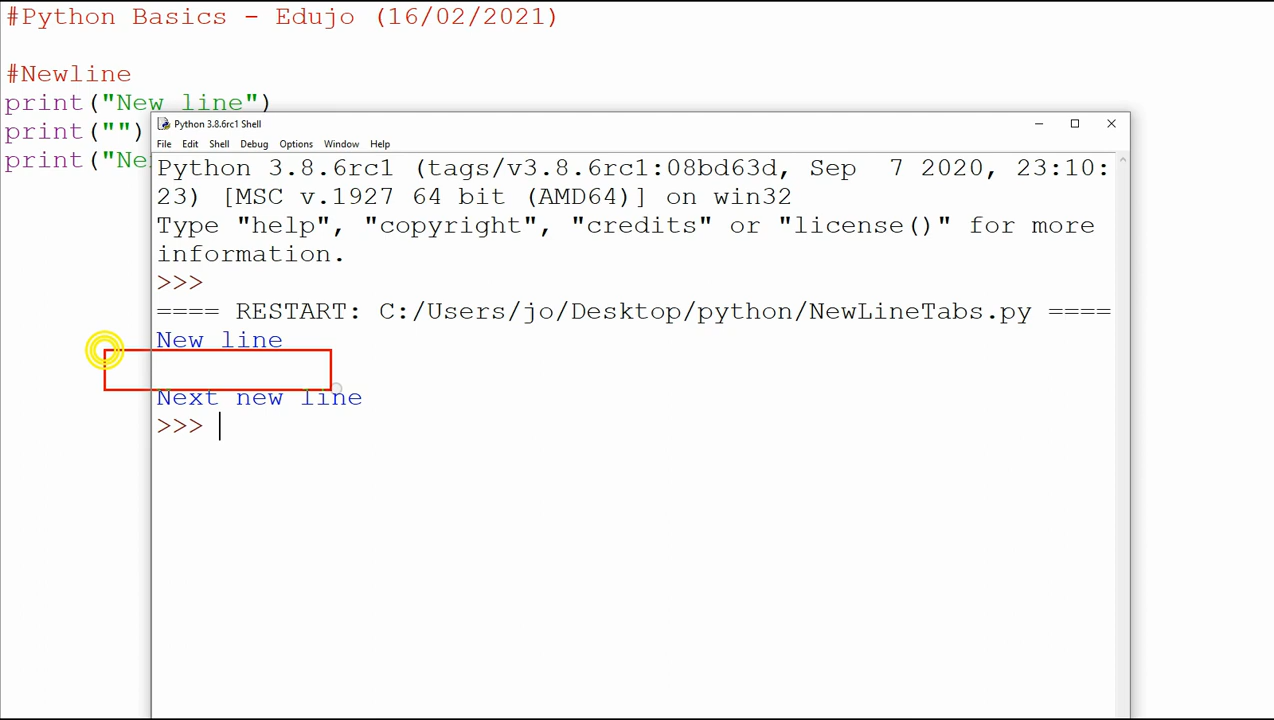 #Python Basics - Edujo (16/02/2021)
#Newline
print("New line")
print("")
print("Ne
Python 3.8.6rc1 Shell
File Edit Shell Debug Options Window Help
Python 3.8.6rc1 (tags/v3.8.6rc1:08bd63d, Sep  7 2020, 23:10:
23) [MSC v.1927 64 bit (AMD64)] on win32
Type "help", "copyright", "credits" or "license()" for more
information.
>>>
==== RESTART: C:/Users/jo/Desktop/python/NewLineTabs.py ====
New line
Next new line
>>>